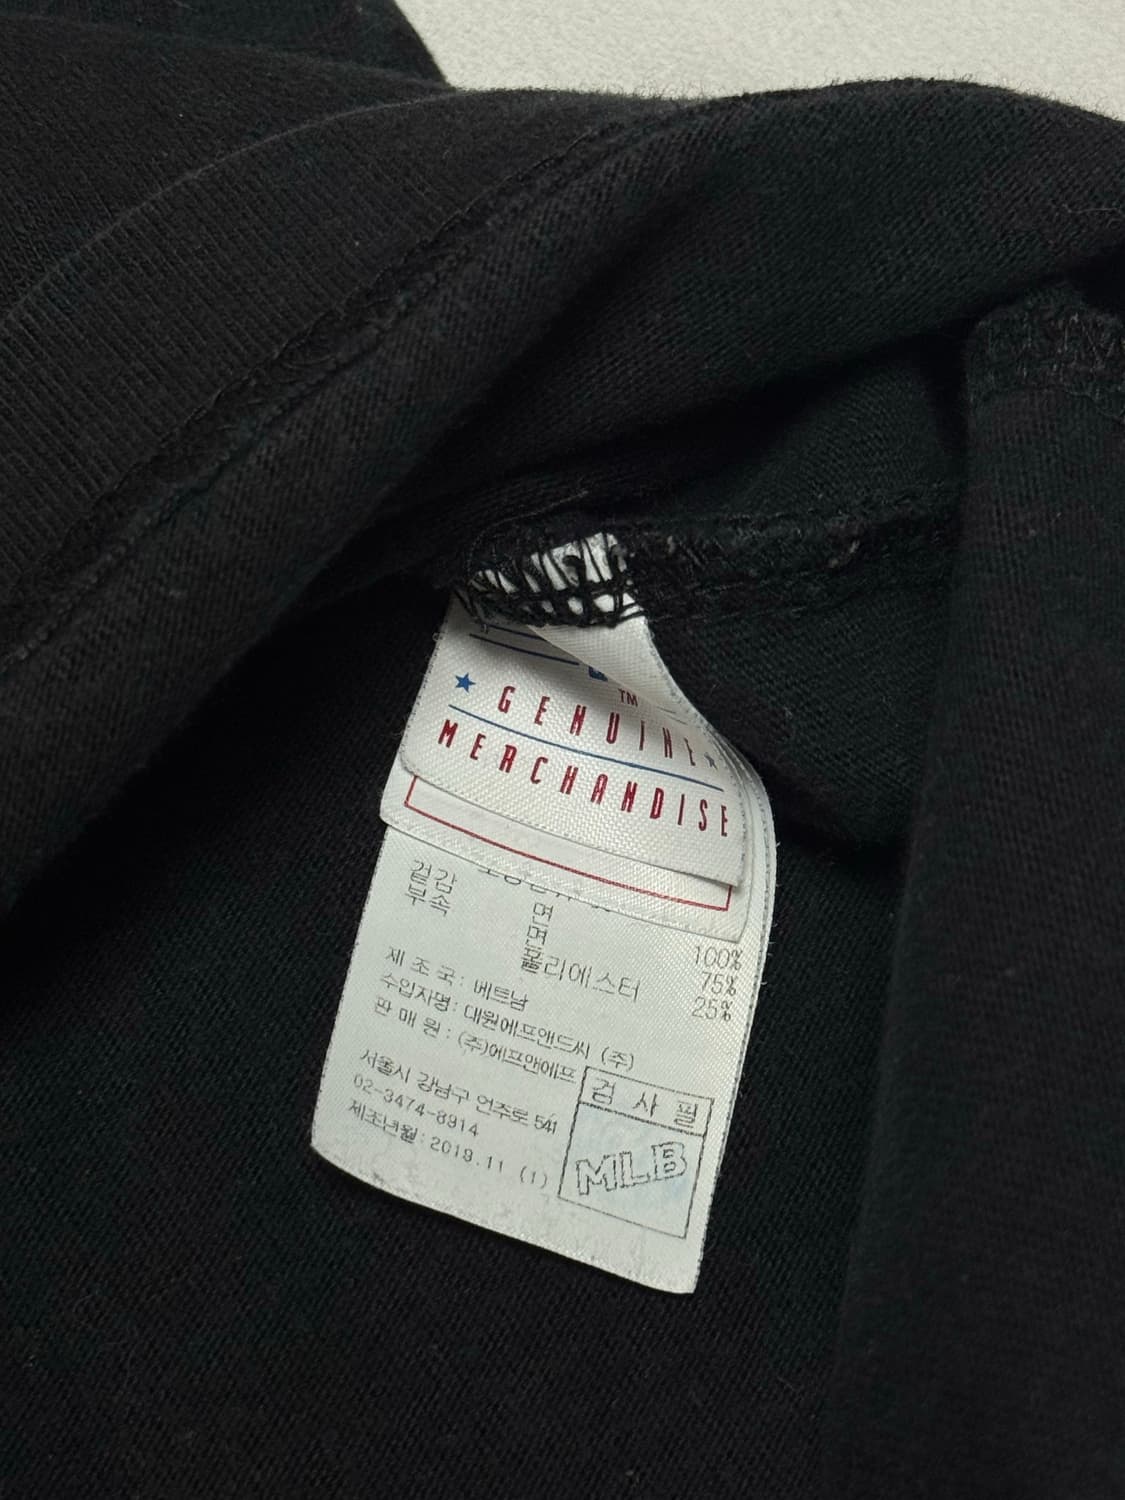 TM
GENUINE
MERCHANDISE
겉감 면 100%
부속 면 75%
폴리에스터 25%
제 조 국 : 베트남
수입자명 : 대원에프앤드씨 (주)
판 매 원 : (주)에프앤에프
서울시 강남구 언주로 541
02-3474-8914
제조년월 : 2019.11 (1)
검 사 필
MLB